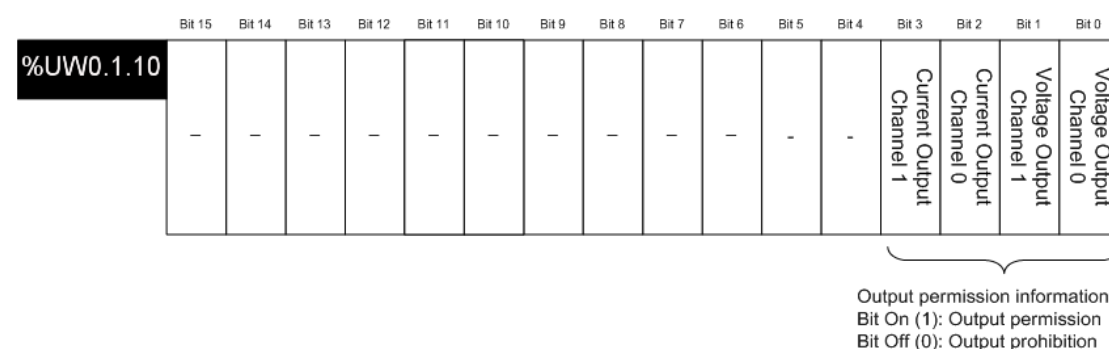 Bit 15 Bit 14 Bit 13 Bit 12 Bit 11 Bit 10 Bit 9 Bit 8 Bit 7 Bit 6 Bit 5 Bit 4 Bit 3 Bit 2 Bit 1 Bit 0
%UW0.1.10
– – – – – – – – – – - -
Current Output
Channel 1
Current Output
Channel 0
Voltage Output
Channel 1
Voltage Output
Channel 0
Output permission information
Bit On (1): Output permission
Bit Off (0): Output prohibition